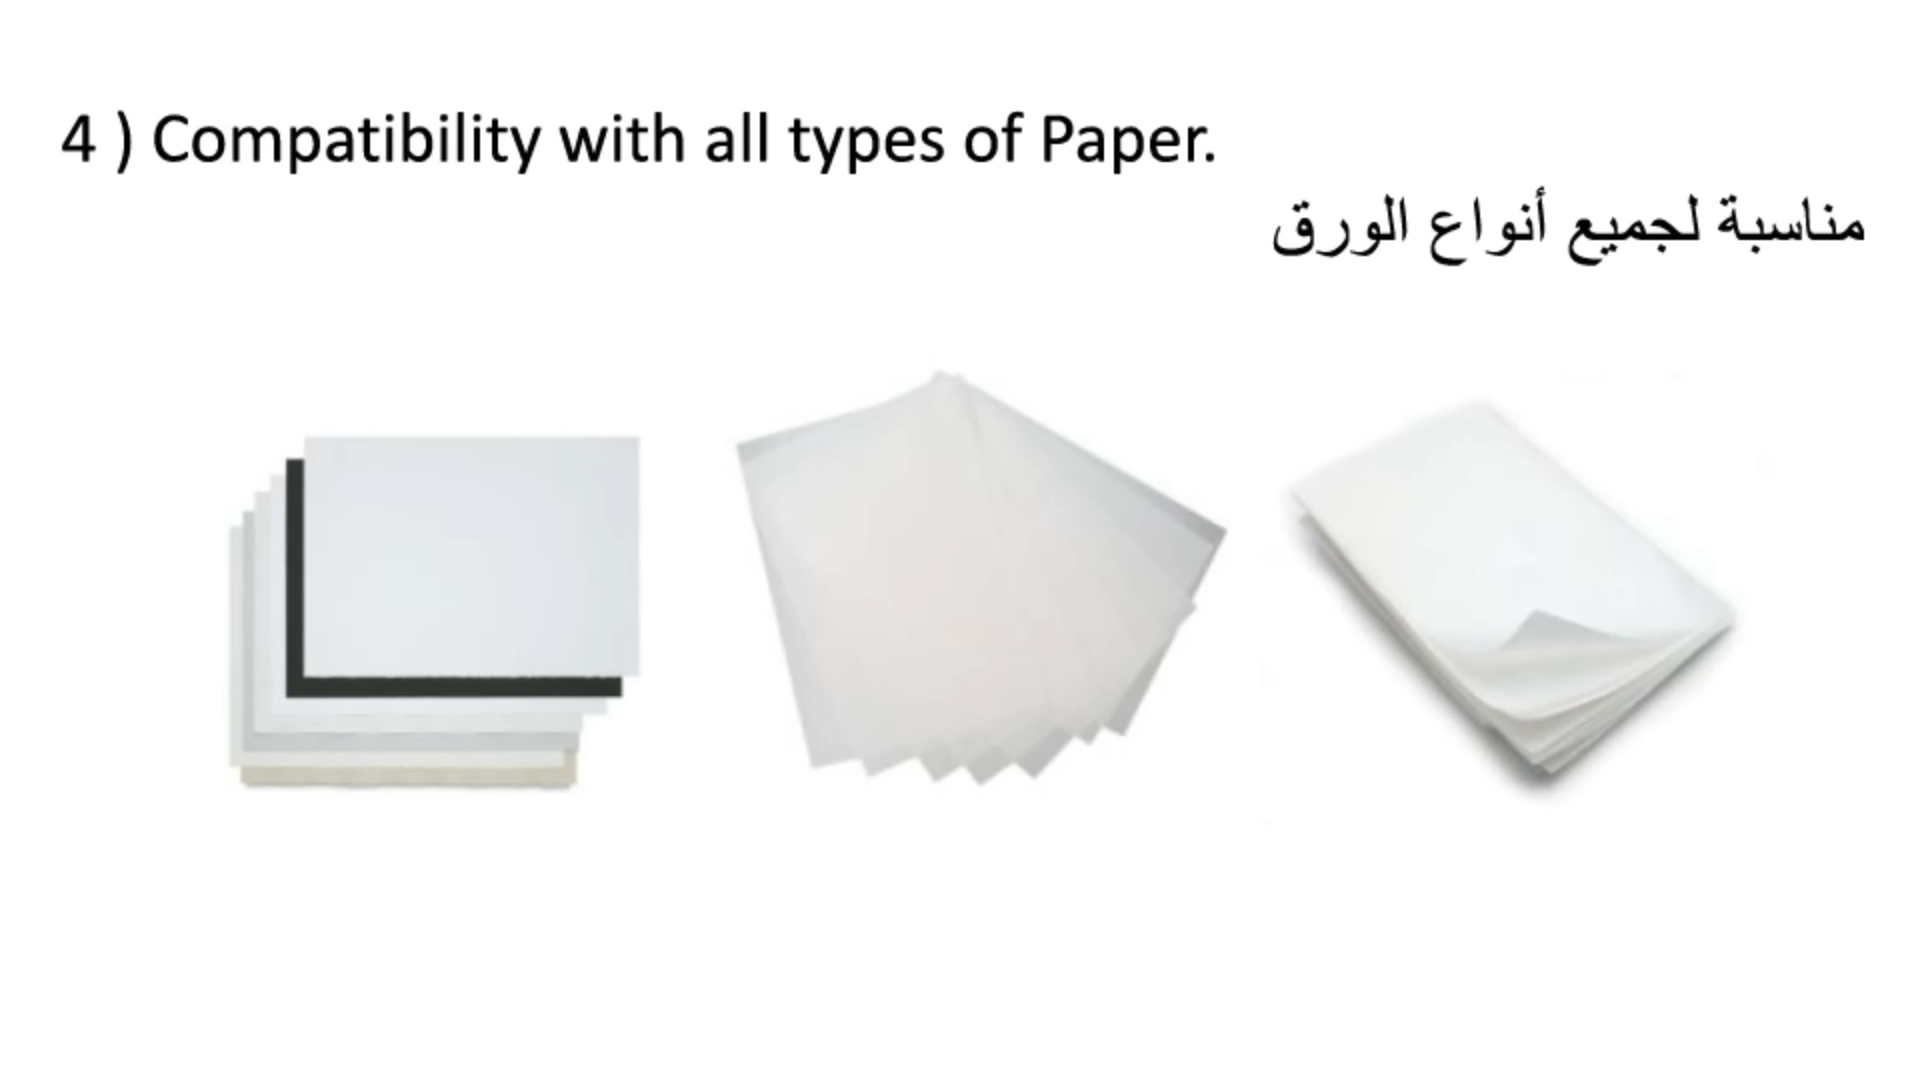 4 ) Compatibility with all types of Paper.
مناسبة لجميع أنواع الورق